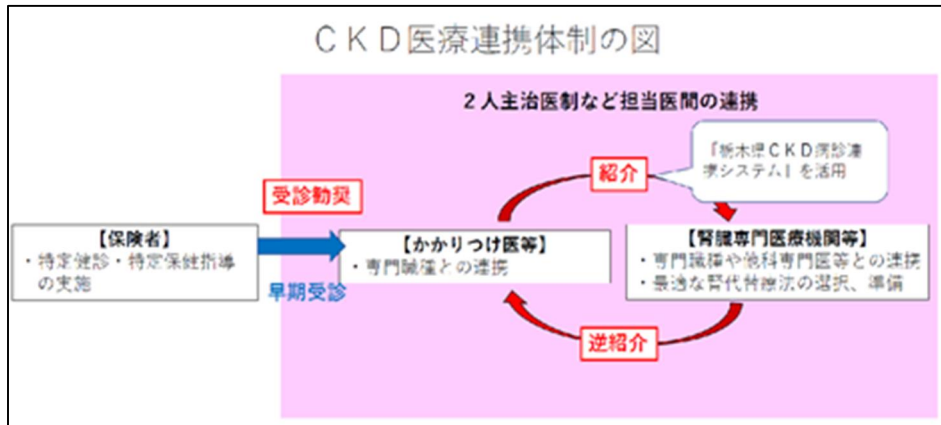 ＣＫＤ医療連携体制の図
２人主治医制など担当医間の連携
『栃木県ＣＫＤ病診連
携システム』を活用
紹介
受診勧奨
【保険者】
・特定健診・特定保健指導
の実施
早期受診
【かかりつけ医等】
・専門職種との連携
【腎臓専門医療機関等】
・専門職種や他科専門医等との連携
・最適な腎代替療法の選択、準備
逆紹介